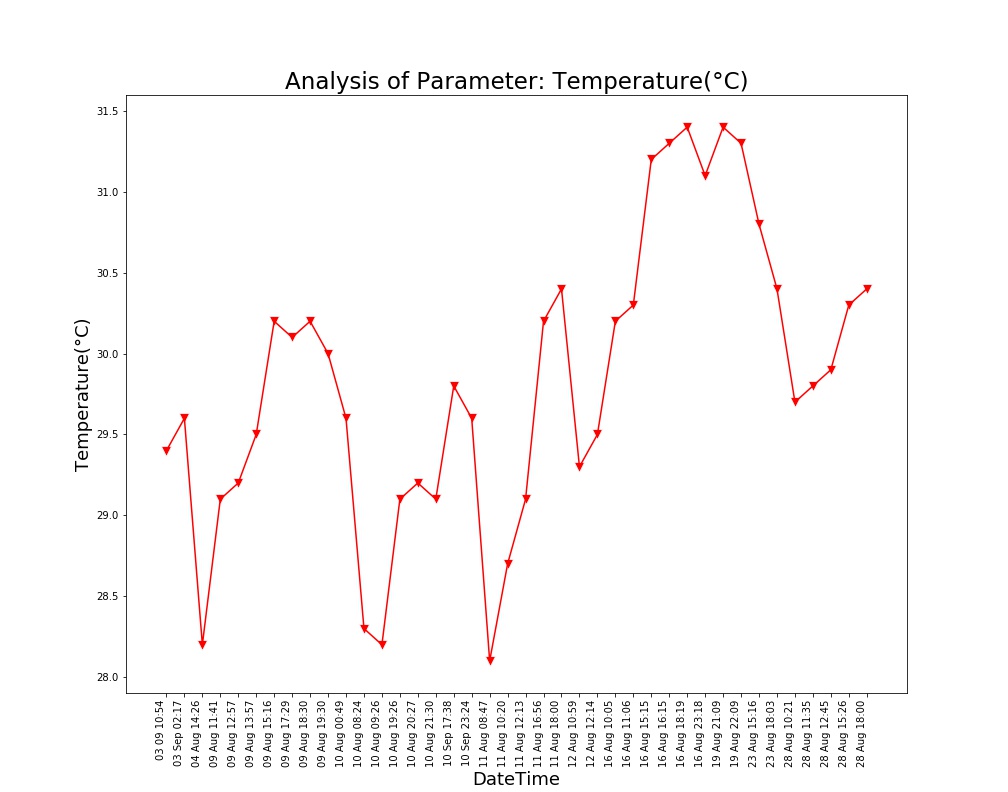 Analysis of Parameter: Temperature(°C)
31.5
31.0
30.5
30.0
29.5
29.0
28.5
28.0
Temperature(°C)
03 09 10:54
03 Sep 02:17
04 Aug 14:26
09 Aug 11:41
09 Aug 12:57
09 Aug 13:57
09 Aug 15:16
09 Aug 17:29
09 Aug 18:30
09 Aug 19:30
10 Aug 00:49
10 Aug 08:24
10 Aug 09:26
10 Aug 19:26
10 Aug 20:27
10 Aug 21:30
10 Sep 17:38
10 Sep 23:24
11 Aug 08:47
11 Aug 10:20
11 Aug 12:13
11 Aug 16:56
11 Aug 18:00
12 Aug 10:59
12 Aug 12:14
16 Aug 10:05
16 Aug 11:06
16 Aug 15:15
16 Aug 16:15
16 Aug 18:19
16 Aug 23:18
19 Aug 21:09
19 Aug 22:09
23 Aug 15:16
23 Aug 18:03
28 Aug 10:21
28 Aug 11:35
28 Aug 12:45
28 Aug 15:26
28 Aug 18:00
DateTime